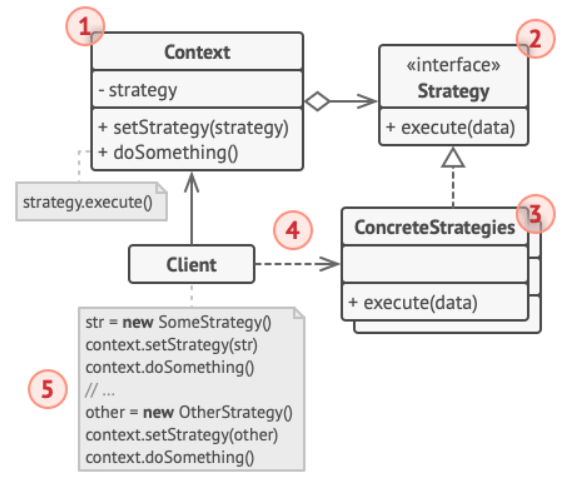 1
Context
- strategy
+ setStrategy(strategy)
+ doSomething()
strategy.execute()
2
«interface»
Strategy
+ execute(data)
3
ConcreteStrategies
+ execute(data)
4
Client
5
str = new SomeStrategy()
context.setStrategy(str)
context.doSomething()
// ...
other = new OtherStrategy()
context.setStrategy(other)
context.doSomething()